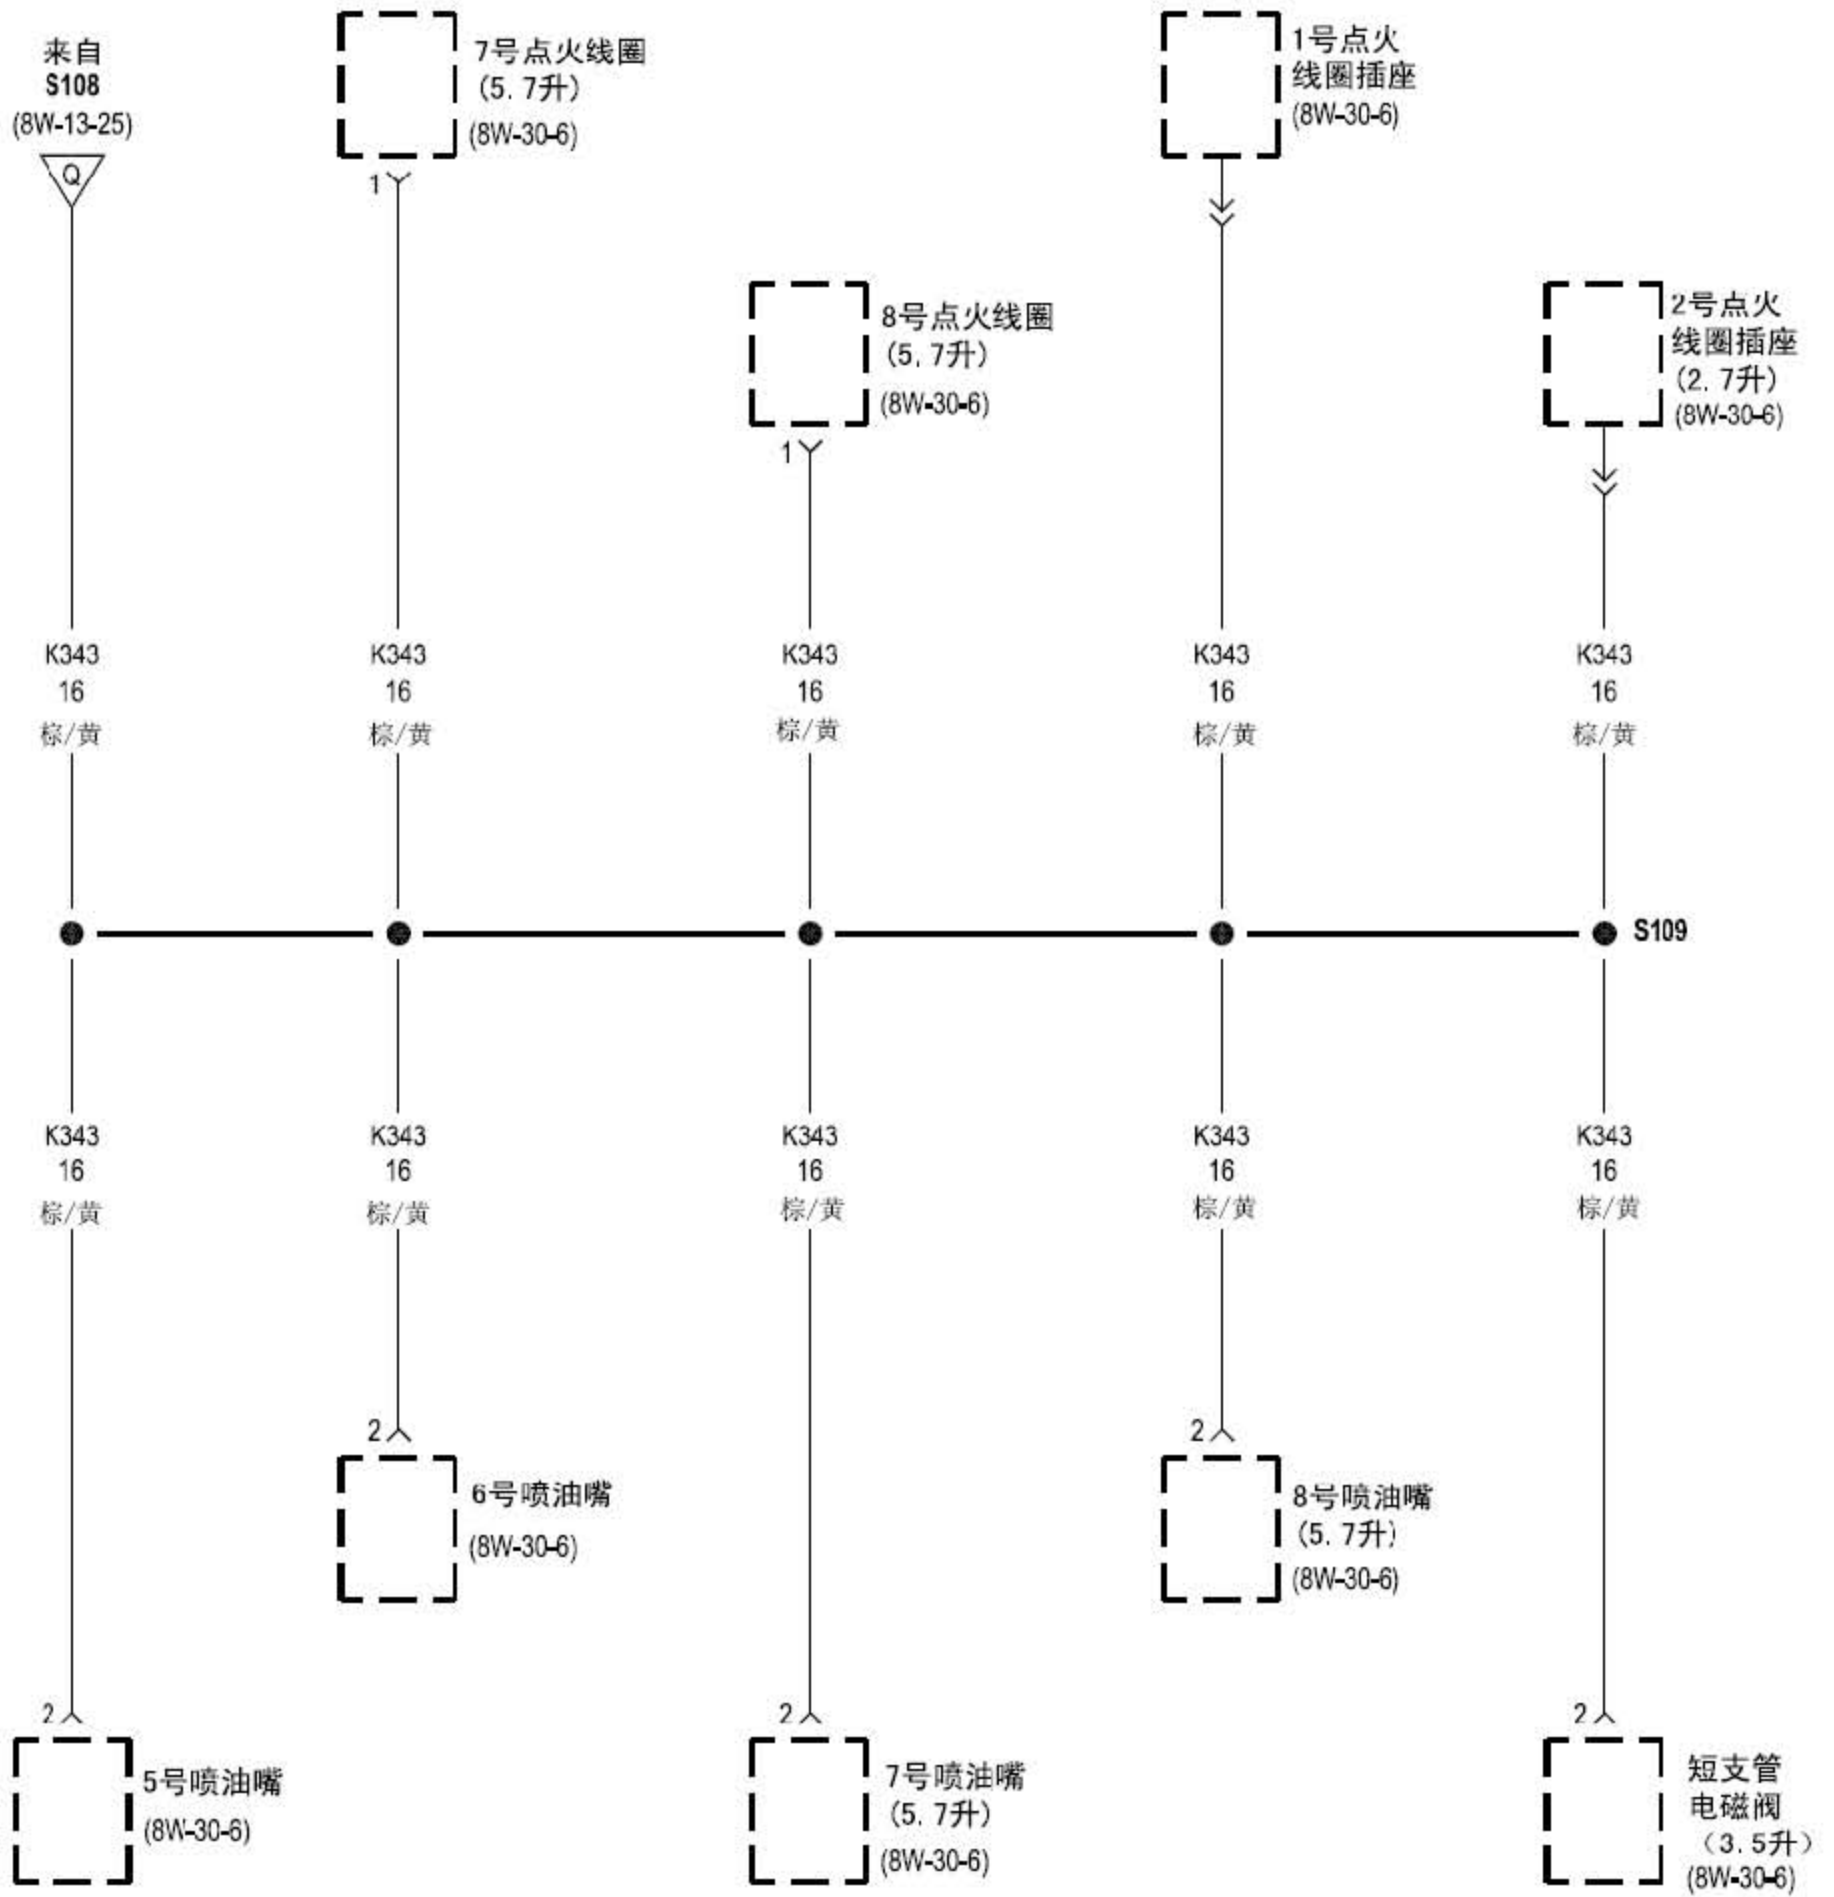 来自
S108
(8W-13-25)
Q
7号点火线圈
(5. 7升)
(8W-30-6)
1
1号点火
线圈插座
(8W-30-6)
8号点火线圈
(5. 7升)
(8W-30-6)
1
2号点火
线圈插座
(2. 7升)
(8W-30-6)
K343
16
棕/黄
K343
16
棕/黄
K343
16
棕/黄
K343
16
棕/黄
K343
16
棕/黄
S109
K343
16
棕/黄
K343
16
棕/黄
K343
16
棕/黄
K343
16
棕/黄
K343
16
棕/黄
2
6号喷油嘴
(8W-30-6)
2
8号喷油嘴
(5. 7升)
(8W-30-6)
2
5号喷油嘴
(8W-30-6)
2
7号喷油嘴
(5. 7升)
(8W-30-6)
2
短支管
电磁阀
（3. 5升）
(8W-30-6)